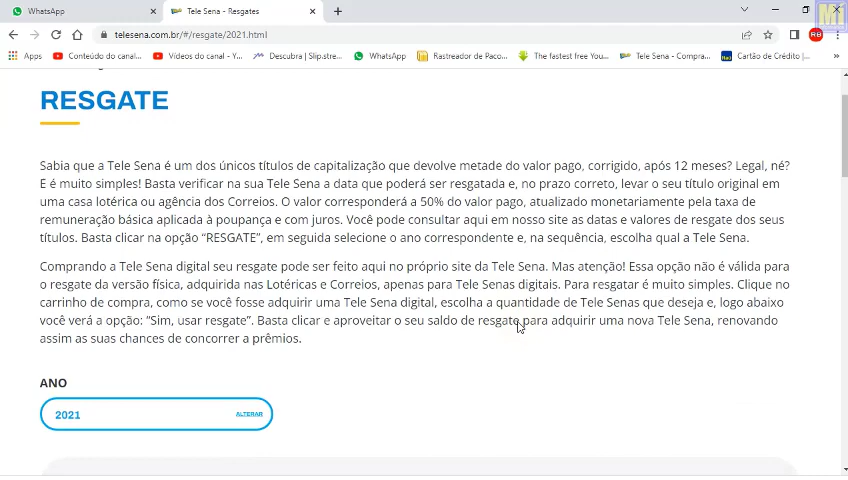 WhatsApp
Tele Sena - Resgates
telesena.com.br/#/resgate/2021.html
RB
Apps
Conteúdo do canal...
Vídeos do canal - Y...
Descubra | Slip.stre...
WhatsApp
Rastreador de Paco...
The fastest free You...
Tele Sena - Compra...
Cartão de Crédito |...
RESGATE
Sabia que a Tele Sena é um dos únicos títulos de capitalização que devolve metade do valor pago, corrigido, após 12 meses? Legal, né?
E é muito simples! Basta verificar na sua Tele Sena a data que poderá ser resgatada e, no prazo correto, levar o seu título original em
uma casa lotérica ou agência dos Correios. O valor corresponderá a 50% do valor pago, atualizado monetariamente pela taxa de
remuneração básica aplicada à poupança e com juros. Você pode consultar aqui em nosso site as datas e valores de resgate dos seus
títulos. Basta clicar na opção “RESGATE”, em seguida selecione o ano correspondente e, na sequência, escolha qual a Tele Sena.
Comprando a Tele Sena digital seu resgate pode ser feito aqui no próprio site da Tele Sena. Mas atenção! Essa opção não é válida para
o resgate da versão física, adquirida nas Lotéricas e Correios, apenas para Tele Senas digitais. Para resgatar é muito simples. Clique no
carrinho de compra, como se você fosse adquirir uma Tele Sena digital, escolha a quantidade de Tele Senas que deseja e, logo abaixo
você verá a opção: “Sim, usar resgate”. Basta clicar e aproveitar o seu saldo de resgate para adquirir uma nova Tele Sena, renovando
assim as suas chances de concorrer a prêmios.
ANO
2021 ALTERAR